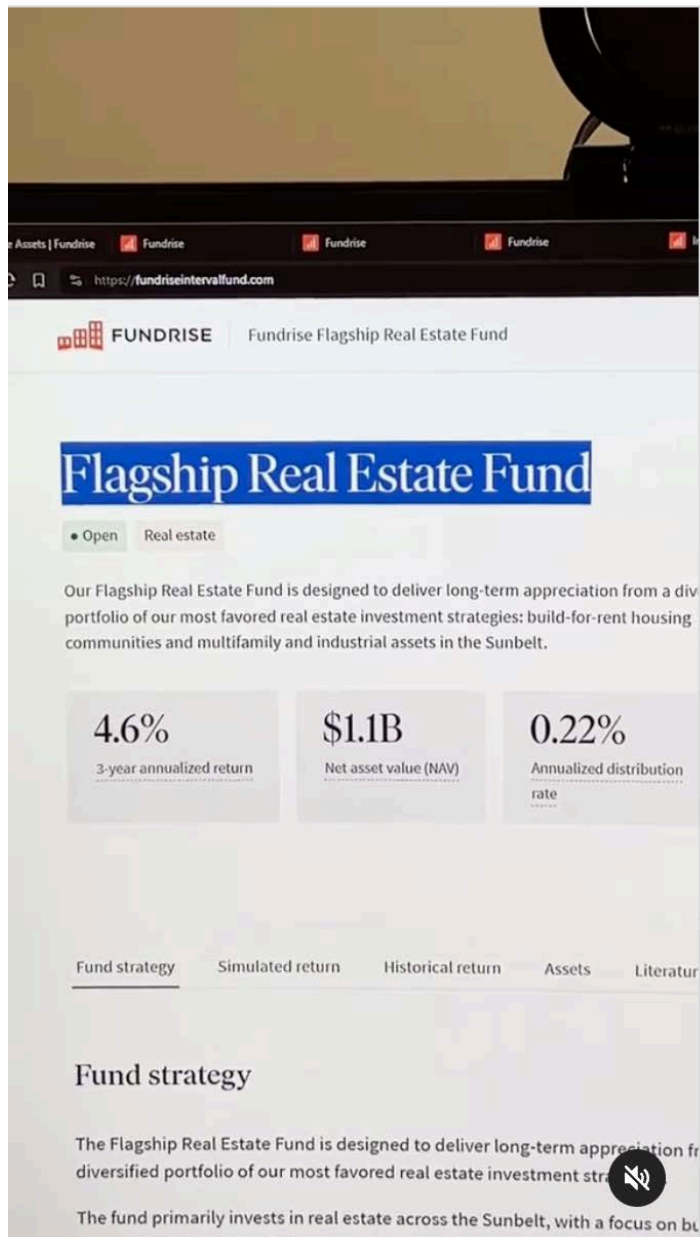 Assets | Fundrise
Fundrise
Fundrise
Fundrise
https://fundriseintervalfund.com
FUNDRISE
Fundrise Flagship Real Estate Fund
Flagship Real Estate Fund
• Open
Real estate
Our Flagship Real Estate Fund is designed to deliver long-term appreciation from a div
portfolio of our most favored real estate investment strategies: build-for-rent housing
communities and multifamily and industrial assets in the Sunbelt.
4.6%
3-year annualized return
$1.1B
Net asset value (NAV)
0.22%
Annualized distribution
rate
Fund strategy
Simulated return
Historical return
Assets
Literatur
Fund strategy
The Flagship Real Estate Fund is designed to deliver long-term appreciation fr
diversified portfolio of our most favored real estate investment stra
The fund primarily invests in real estate across the Sunbelt, with a focus on bu